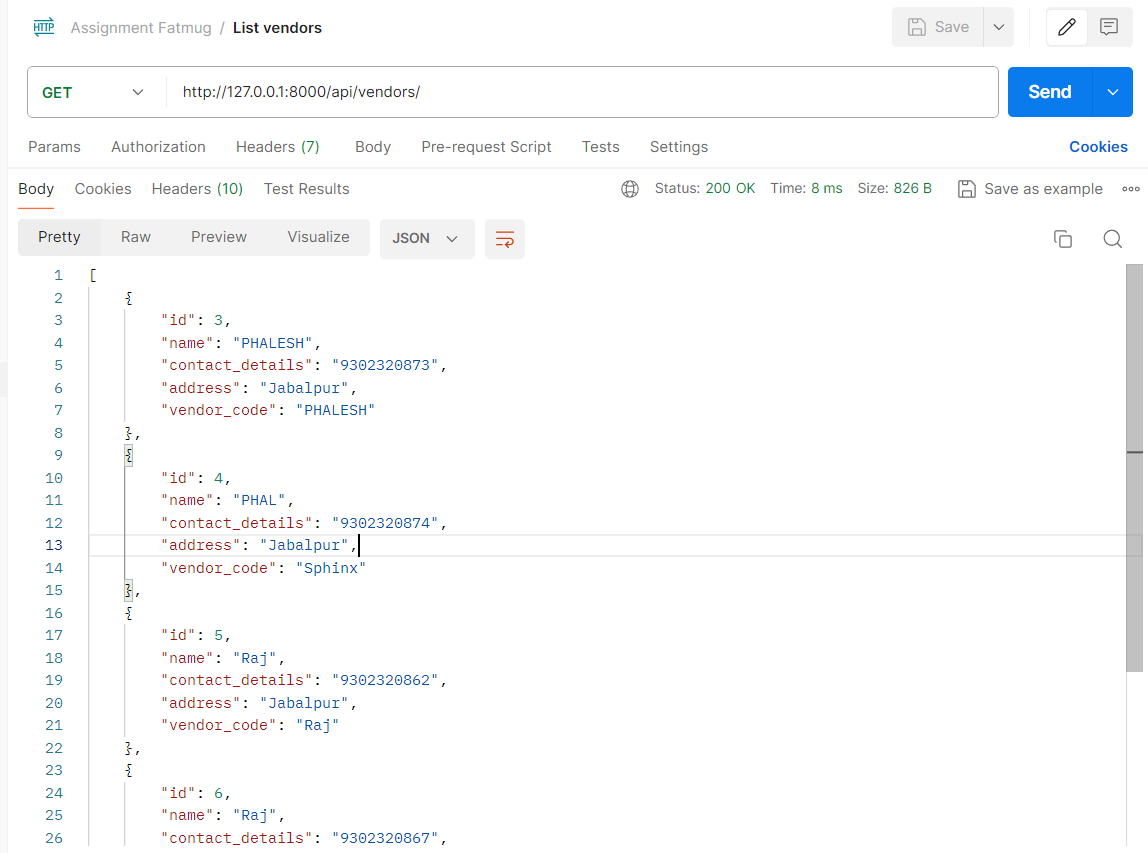 HTTP Assignment Fatmug / List vendors Save
GET http://127.0.0.1:8000/api/vendors/ Send
Params Authorization Headers (7) Body Pre-request Script Tests Settings Cookies
Body Cookies Headers (10) Test Results Status: 200 OK Time: 8 ms Size: 826 B Save as example
Pretty Raw Preview Visualize JSON
1 [
2 {
3 "id": 3,
4 "name": "PHALESH",
5 "contact_details": "9302320873",
6 "address": "Jabalpur",
7 "vendor_code": "PHALESH"
8 },
9 {
10 "id": 4,
11 "name": "PHAL",
12 "contact_details": "9302320874",
13 "address": "Jabalpur",
14 "vendor_code": "Sphinx"
15 },
16 {
17 "id": 5,
18 "name": "Raj",
19 "contact_details": "9302320862",
20 "address": "Jabalpur",
21 "vendor_code": "Raj"
22 },
23 {
24 "id": 6,
25 "name": "Raj",
26 "contact_details": "9302320867",